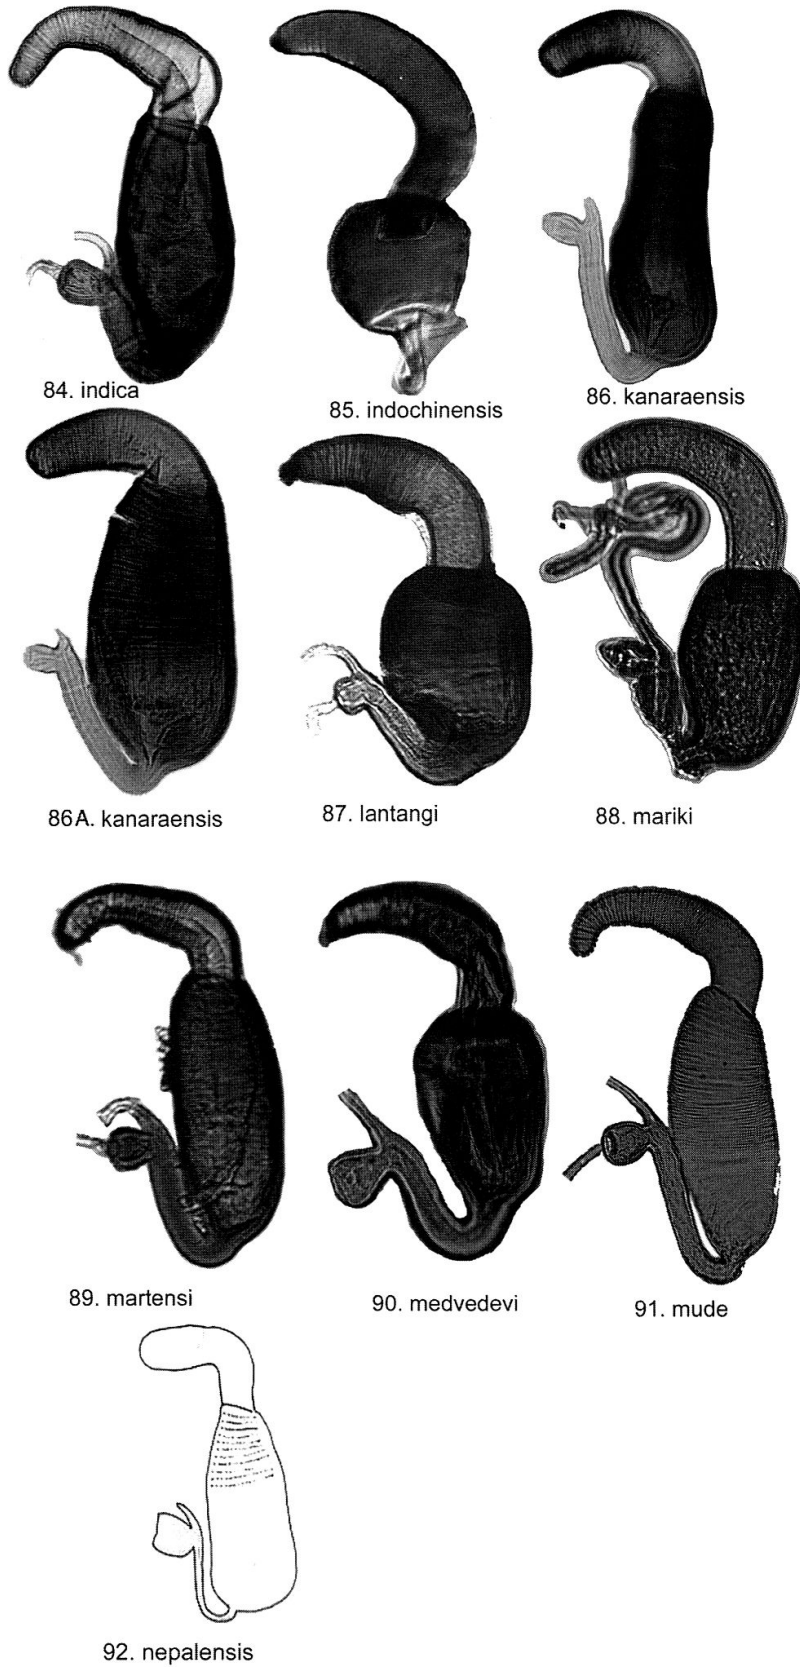 84. indica
85. indochinensis
86. kanaraensis
86A. kanaraensis
87. lantangi
88. mariki
89. martensi
90. medvedevi
91. mude
92. nepalensis